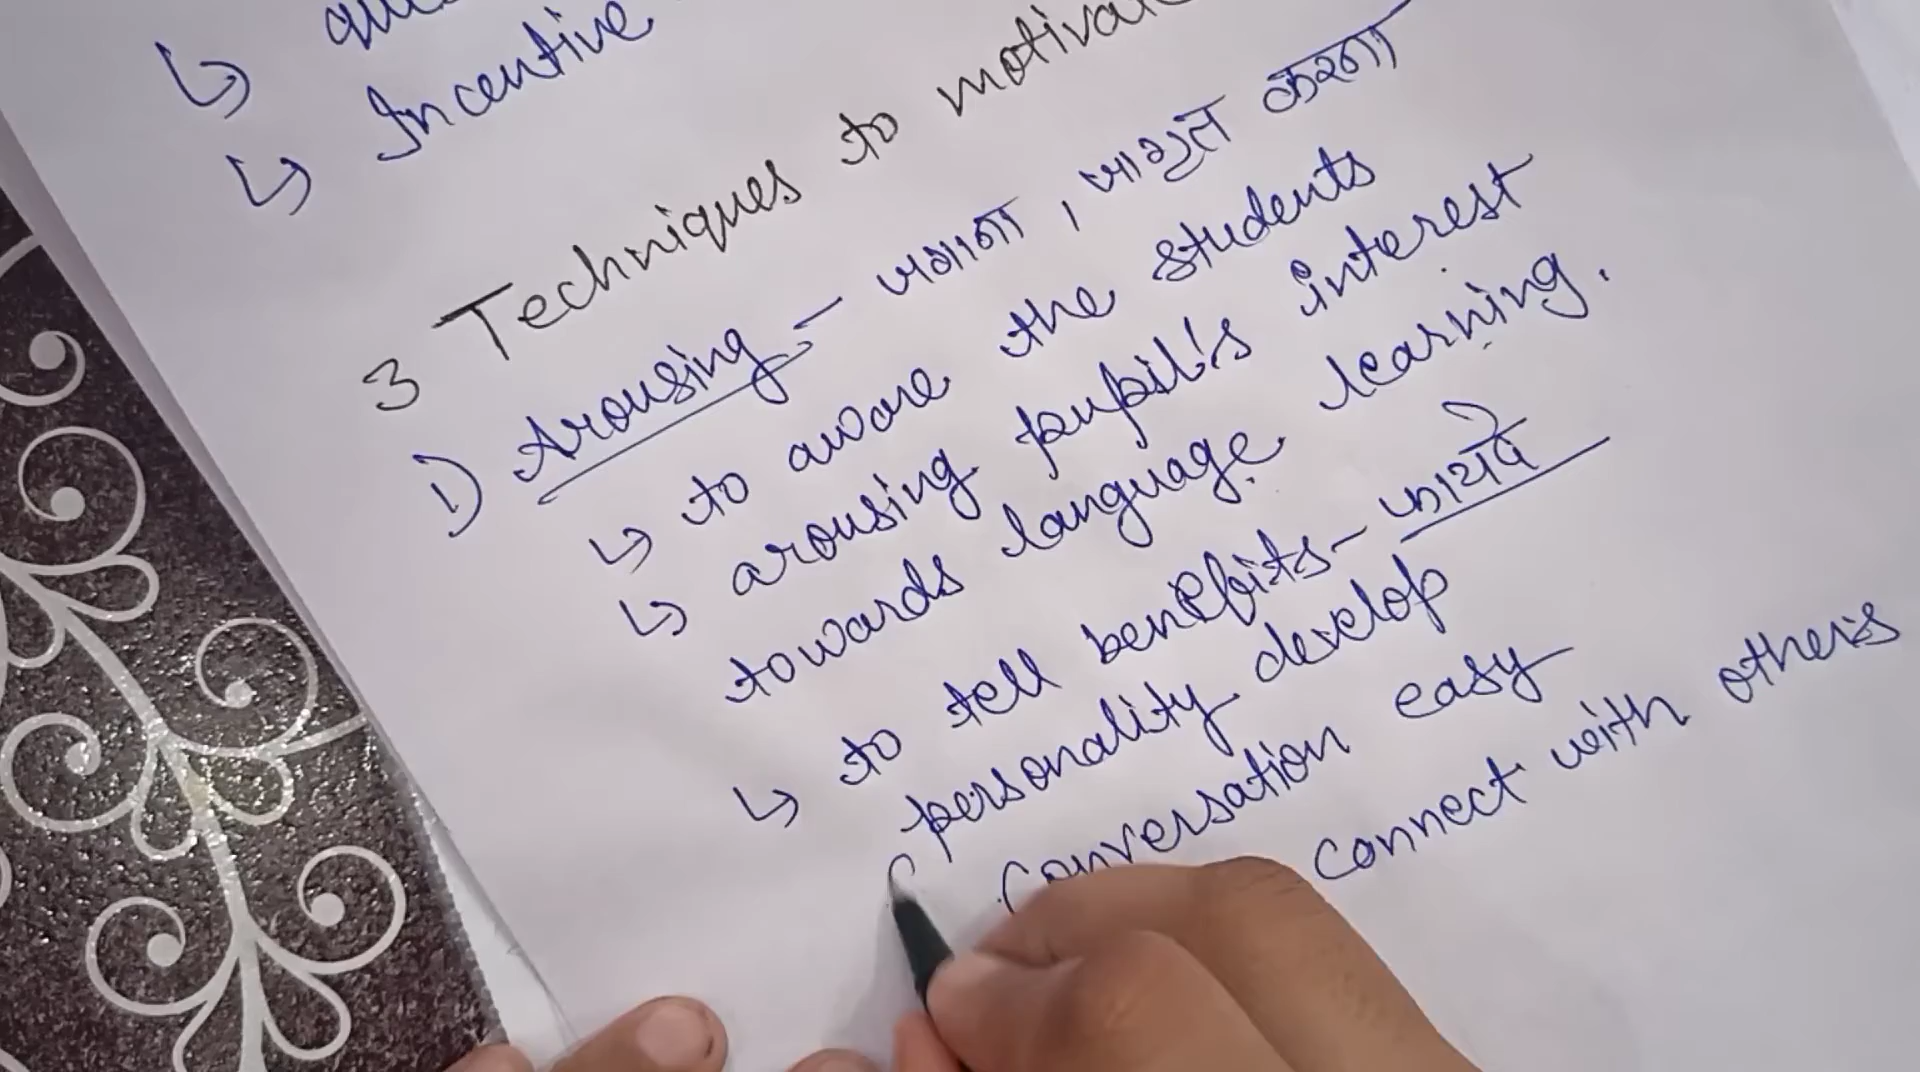 ↳ Incentive
3 Techniques to
1) Arousing - जगाना, जाग्रत करना
↳ to aware the students
↳ arousing pupil's interest
towards language learning.
↳ to tell benefits - फायदे
personality develop
Conversation easy
Connect with others